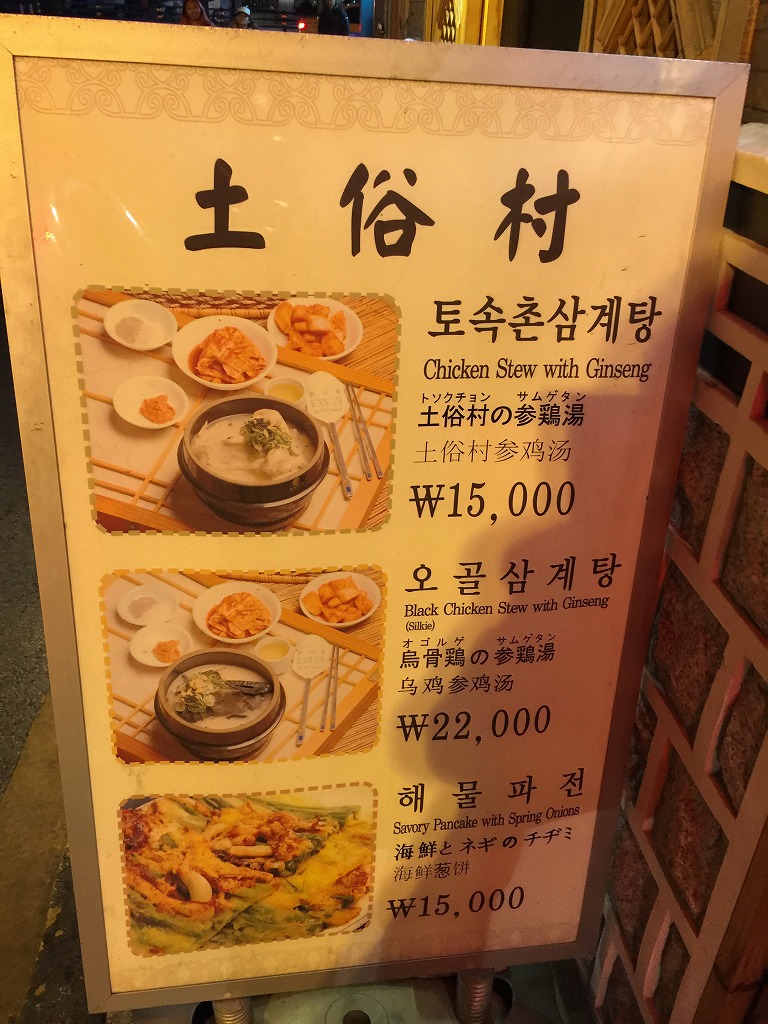 土俗村
토속촌삼계탕
Chicken Stew with Ginseng
トソクチョン サムゲタン
土俗村の参鶏湯
土俗村参鸡汤
₩15,000
오골삼계탕
Black Chicken Stew with Ginseng
(Silkie)
オゴルゲ サムゲタン
烏骨鶏の参鶏湯
乌鸡参鸡汤
₩22,000
해물파전
Savory Pancake with Spring Onions
海鮮とネギのチヂミ
海鲜葱饼
₩15,000